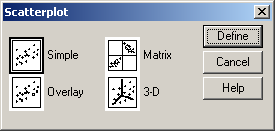 Scatterplot
Simple
Matrix
Define
Cancel
Overlay
3-D
Help